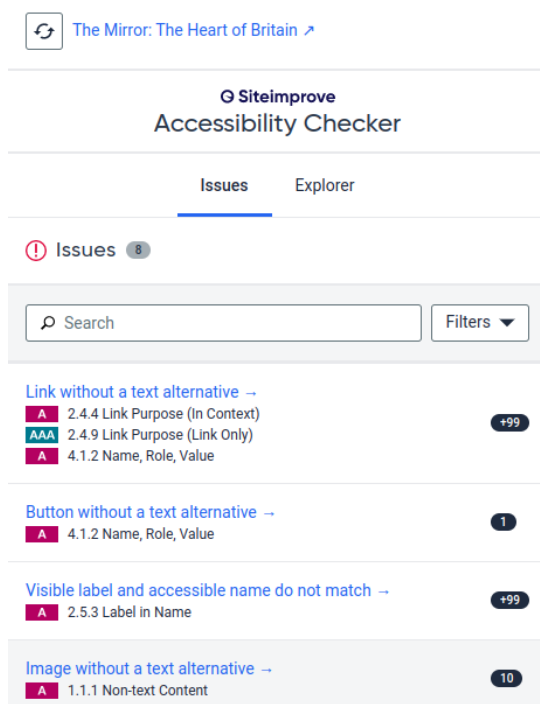 The Mirror: The Heart of Britain ↗
Siteimprove
Accessibility Checker
Issues Explorer
Issues 8
Search Filters
Link without a text alternative →
A 2.4.4 Link Purpose (In Context)
+99
AAA 2.4.9 Link Purpose (Link Only)
A 4.1.2 Name, Role, Value
Button without a text alternative →
1
A 4.1.2 Name, Role, Value
Visible label and accessible name do not match →
+99
A 2.5.3 Label in Name
Image without a text alternative →
10
A 1.1.1 Non-text Content